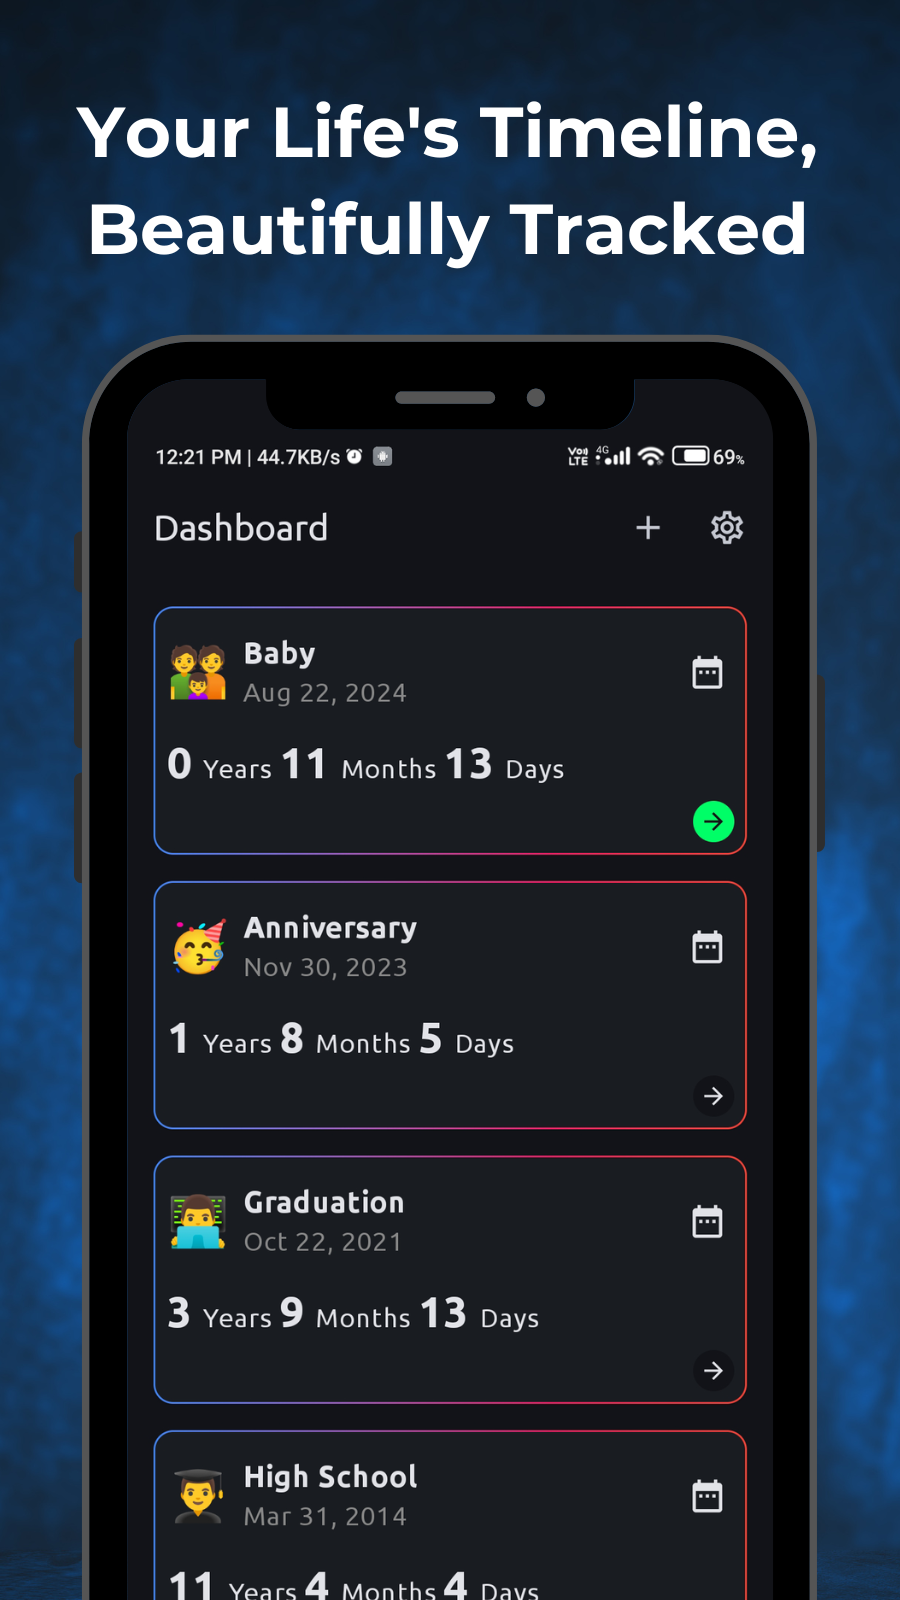 Your Life's Timeline,
Beautifully Tracked
12:21 PM | 44.7KB/s
Vo)) LTE 4G 69%
Dashboard
Baby
Aug 22, 2024
0 Years 11 Months 13 Days
Anniversary
Nov 30, 2023
1 Years 8 Months 5 Days
Graduation
Oct 22, 2021
3 Years 9 Months 13 Days
High School
Mar 31, 2014
11 Years 4 Months 4 Days